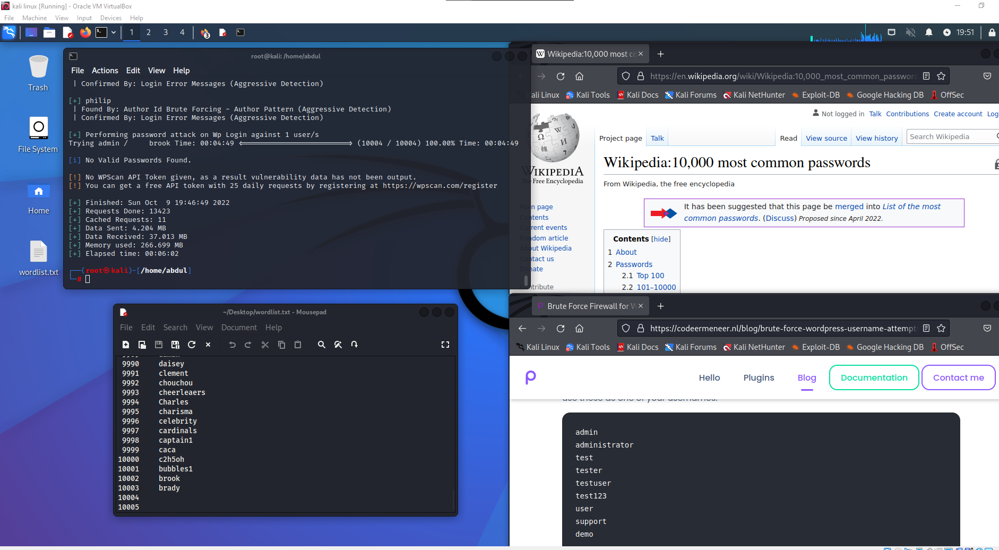 kali linux [Running] - Oracle VM VirtualBox
File Machine View Input Devices Help
1 2 3 4
19:51
Trash
File System
Home
wordlist.txt
root@kali: /home/abdul
File Actions Edit View Help
| Confirmed By: Login Error Messages (Aggressive Detection)
[+] philip
| Found By: Author Id Brute Forcing - Author Pattern (Aggressive Detection)
| Confirmed By: Login Error Messages (Aggressive Detection)
[+] Performing password attack on Wp Login against 1 user/s
Trying admin / brook Time: 00:04:49 <==========================> (10004 / 10004) 100.00% Time: 00:04:49
[i] No Valid Passwords Found.
[!] No WPScan API Token given, as a result vulnerability data has not been output.
[!] You can get a free API token with 25 daily requests by registering at https://wpscan.com/register
[+] Finished: Sun Oct  9 19:46:49 2022
[+] Requests Done: 13423
[+] Cached Requests: 11
[+] Data Sent: 4.204 MB
[+] Data Received: 37.013 MB
[+] Memory used: 266.699 MB
[+] Elapsed time: 00:06:02
(root㉿kali)-[/home/abdul]
#
~/Desktop/wordlist.txt - Mousepad
File Edit Search View Document Help
9990 daisey
9991 clement
9992 chouchou
9993 cheerleaers
9994 Charles
9995 charisma
9996 celebrity
9997 cardinals
9998 captain1
9999 caca
10000 c2h5oh
10001 bubbles1
10002 brook
10003 brady
10004
10005
Wikipedia:10,000 most co
https://en.wikipedia.org/wiki/Wikipedia:10,000_most_common_password
Kali Linux Kali Tools Kali Docs Kali Forums Kali NetHunter Exploit-DB Google Hacking DB OffSec
Not logged in Talk Contributions Create account Log
Project page Talk Read View source View history Search Wikipedia
WIKIPEDIA
The Free Encyclopedia
Wikipedia:10,000 most common passwords
From Wikipedia, the free encyclopedia
It has been suggested that this page be merged into List of the most
common passwords. (Discuss) Proposed since April 2022.
Main page
Contents
Current events
Random article
About Wikipedia
Contact us
Donate
Contribute
Contents [hide]
1 About
2 Passwords
2.1 Top 100
2.2 101–10000
Brute Force Firewall for W
https://codeermeneer.nl/blog/brute-force-wordpress-username-attempt
Kali Linux Kali Tools Kali Docs Kali Forums Kali NetHunter Exploit-DB Google Hacking DB OffSec
Hello Plugins Blog Documentation Contact me
use these as one of your usernames.
admin
administrator
test
tester
testuser
test123
user
support
demo